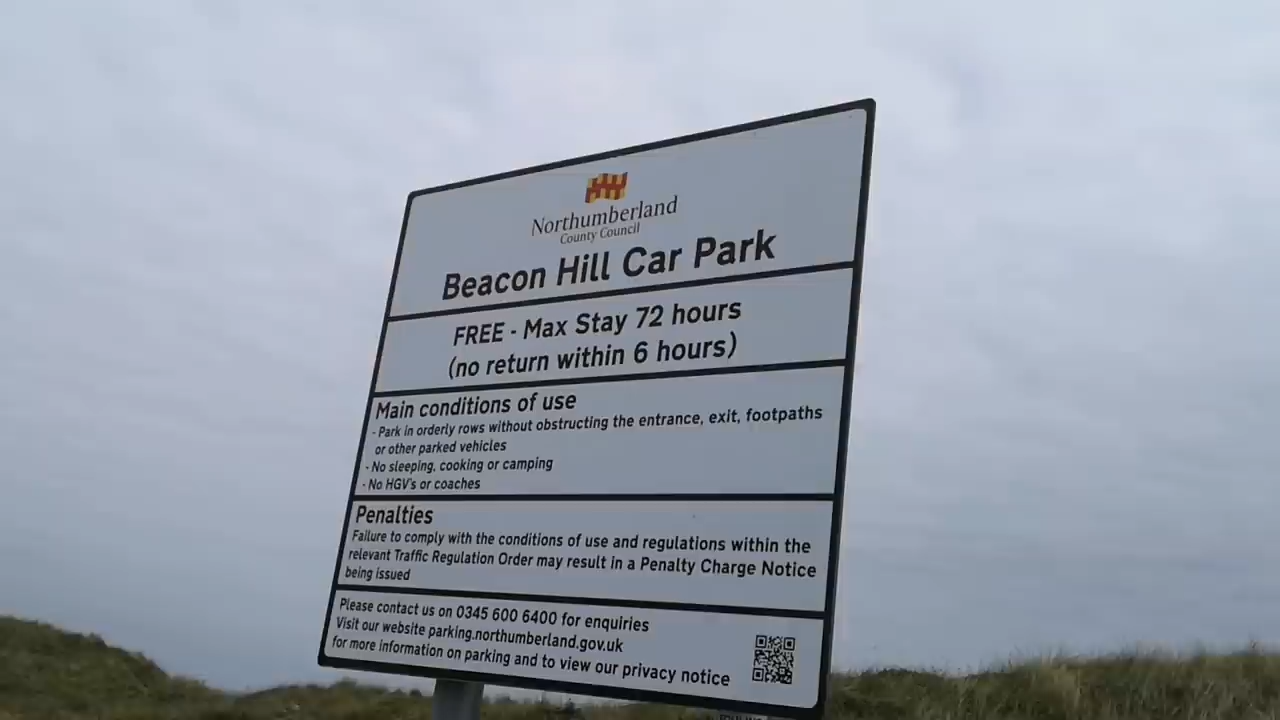 Northumberland
County Council
Beacon Hill Car Park
FREE - Max Stay 72 hours
(no return within 6 hours)
Main conditions of use
- Park in orderly rows without obstructing the entrance, exit, footpaths
or other parked vehicles
- No sleeping, cooking or camping
- No HGV's or coaches
Penalties
Failure to comply with the conditions of use and regulations within the
relevant Traffic Regulation Order may result in a Penalty Charge Notice
being issued
Please contact us on 0345 600 6400 for enquiries
Visit our website parking.northumberland.gov.uk
for more information on parking and to view our privacy notice